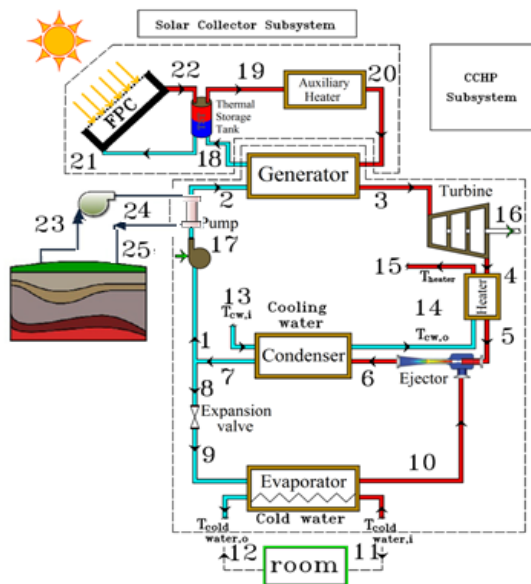 Solar Collector Subsystem
CCHP
Subsystem
22
19
20
Auxiliary
Heater
FPC
Thermal
Storage
Tank
21
18
Generator
2
3
Turbine
24
23
16
Pump
25
17
15
T heater
4
Heater
13
Tcw,i
Cooling
water
14
Tcw,o
5
Condenser
1
7
6
Ejector
8
Expansion
valve
9
10
Evaporator
Cold water
Tcold
water,o
Tcold
water,i
12
11
room